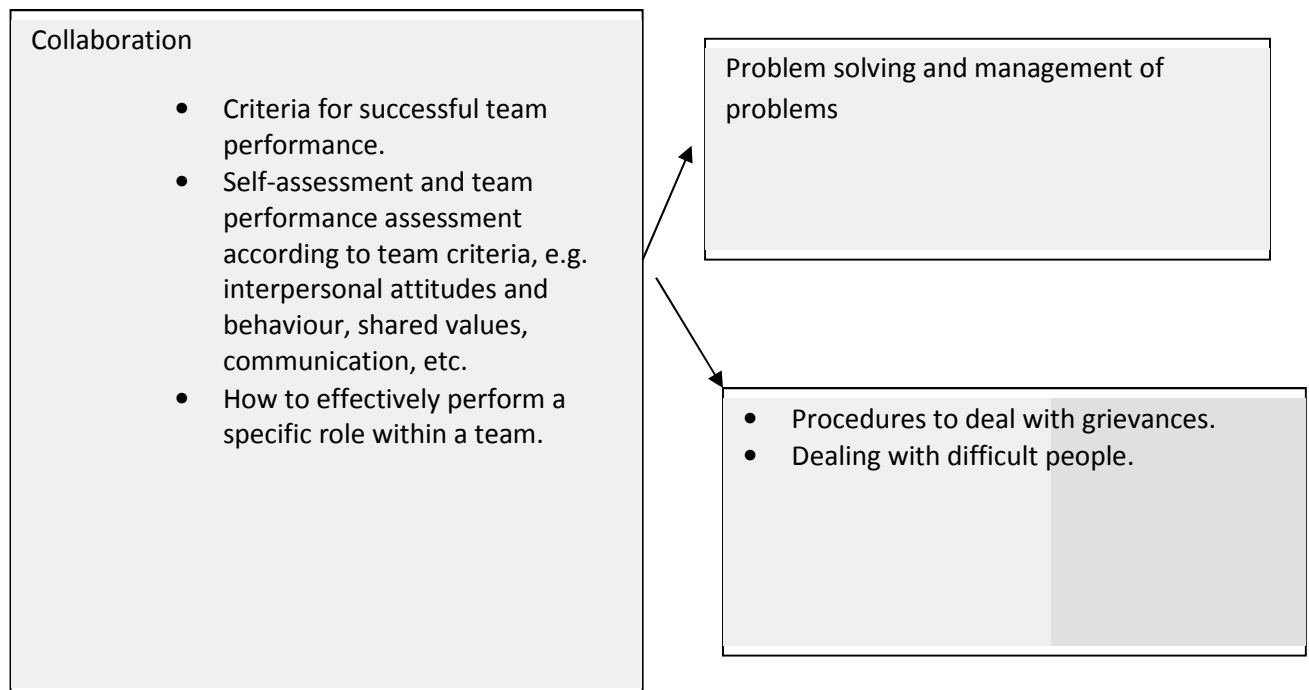 Collaboration
• Criteria for successful team
performance.
• Self-assessment and team
performance assessment
according to team criteria, e.g.
interpersonal attitudes and
behaviour, shared values,
communication, etc.
• How to effectively perform a
specific role within a team.
Problem solving and management of
problems
• Procedures to deal with grievances.
• Dealing with difficult people.